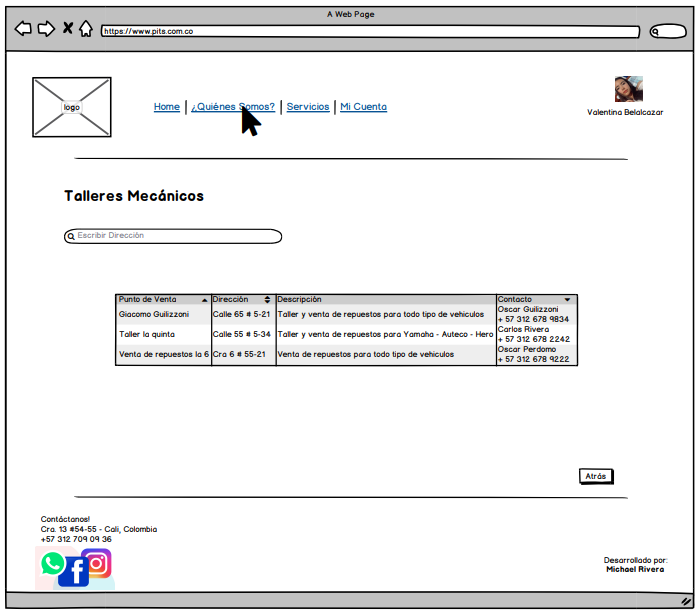 A Web Page
https://www.pits.com.co
logo
Home | ¿Quiénes Somos? | Servicios | Mi Cuenta
Valentina Belalcazar
Talleres Mecánicos
Escribir Dirección
Punto de Venta Dirección Descripción Contacto
Giacomo Guilizzoni Calle 65 # 5-21 Taller y venta de repuestos para todo tipo de vehiculos Oscar Guilizzoni
+ 57 312 678 9834
Taller la quinta Calle 55 # 5-34 Taller y venta de repuestos para Yamaha - Auteco - Hero Carlos Rivera
+ 57 312 678 2242
Venta de repuestos la 6 Cra 6 # 55-21 Venta de repuestos para todo tipo de vehiculos Oscar Perdomo
+ 57 312 678 9222
Atrás
Contáctanos!
Cra. 13 #54-55 - Cali, Colombia
+57 312 709 09 36
Desarrollado por:
Michael Rivera